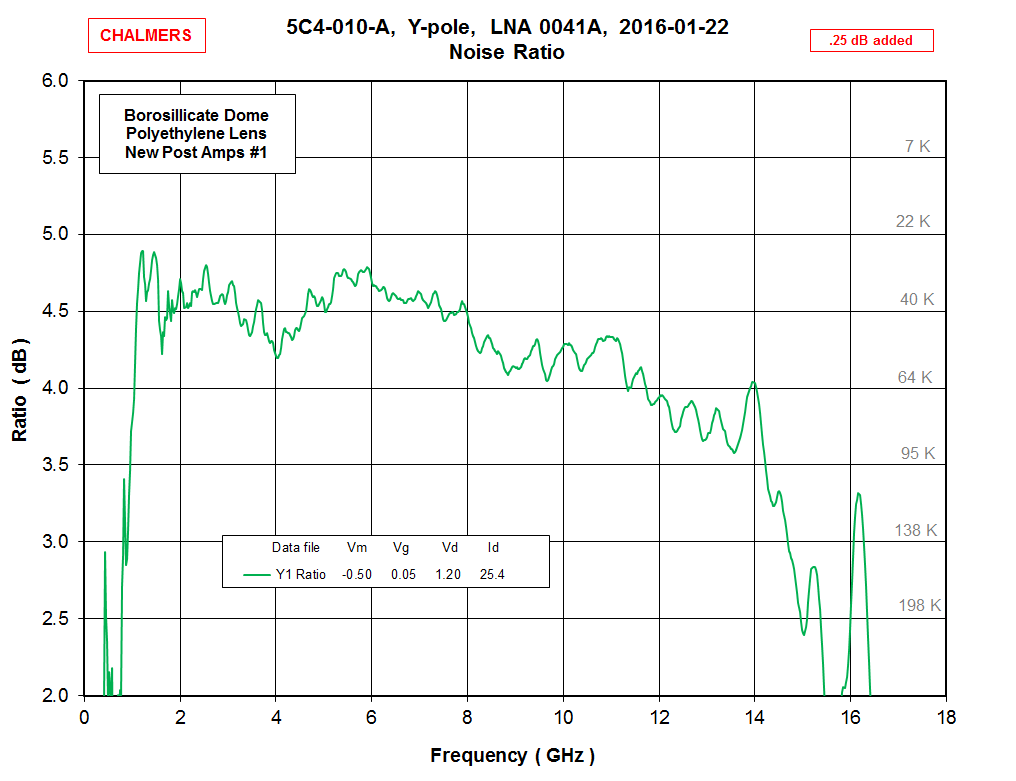 CHALMERS
5C4-010-A, Y-pole, LNA 0041A, 2016-01-22
Noise Ratio
.25 dB added
Borosillicate Dome
Polyethylene Lens
New Post Amps #1
6.0
5.5
5.0
4.5
4.0
3.5
3.0
2.5
2.0
Ratio ( dB )
7 K
22 K
40 K
64 K
95 K
138 K
198 K
Data file Vm Vg Vd Id
Y1 Ratio -0.50 0.05 1.20 25.4
0 2 4 6 8 10 12 14 16 18
Frequency ( GHz )